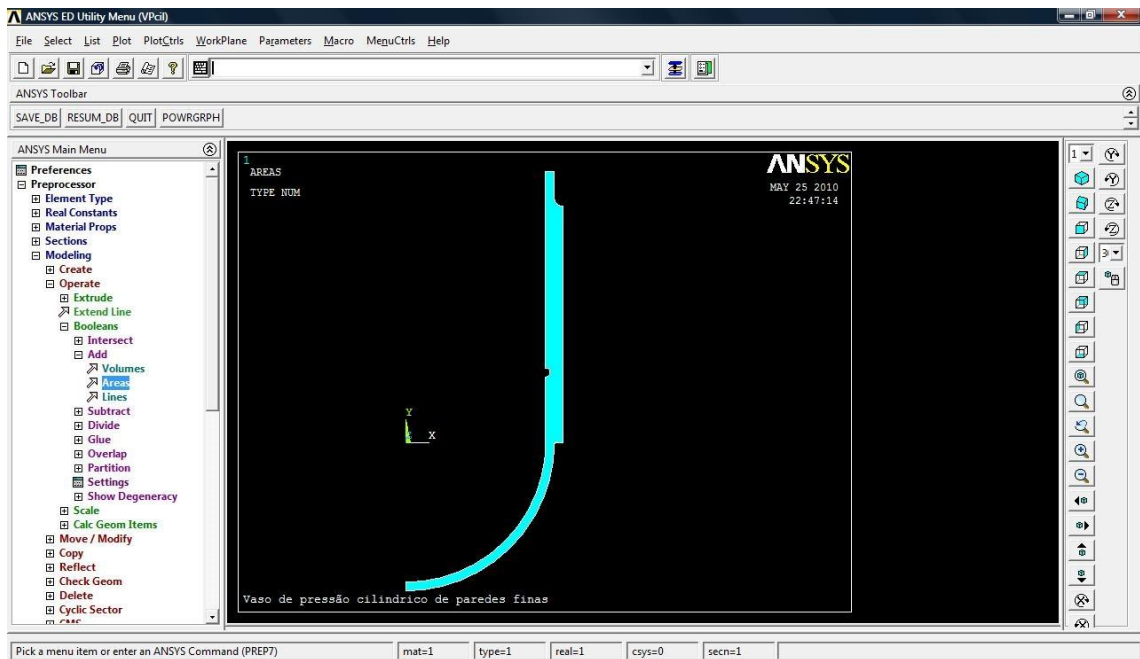 ANSYS ED Utility Menu (VPcil)
File Select List Plot PlotCtrls WorkPlane Parameters Macro MenuCtrls Help
ANSYS Toolbar
SAVE_DB RESUM_DB QUIT POWRGRPH
ANSYS Main Menu
Preferences
Preprocessor
Element Type
Real Constants
Material Props
Sections
Modeling
Create
Operate
Extrude
Extend Line
Booleans
Intersect
Add
Volumes
Areas
Lines
Subtract
Divide
Glue
Overlap
Partition
Settings
Show Degeneracy
Scale
Calc Geom Items
Move / Modify
Copy
Reflect
Check Geom
Delete
Cyclic Sector
CMS
1
AREAS
TYPE NUM
ANSYS
MAY 25 2010
22:47:14
Y
X
Vaso de pressão cilindrico de paredes finas
1
Pick a menu item or enter an ANSYS Command (PREP7) mat=1 type=1 real=1 csys=0 secn=1